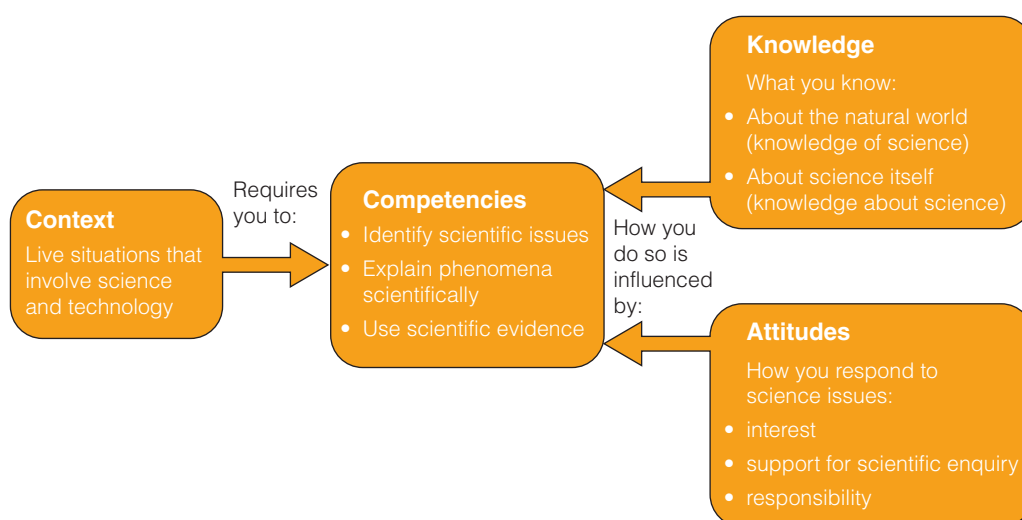 Context
Live situations that
involve science
and technology
Requires
you to:
Competencies
• Identify scientific issues
• Explain phenomena
scientifically
• Use scientific evidence
How you
do so is
influenced
by:
Knowledge
What you know:
• About the natural world
(knowledge of science)
• About science itself
(knowledge about science)
Attitudes
How you respond to
science issues:
• interest
• support for scientific enquiry
• responsibility